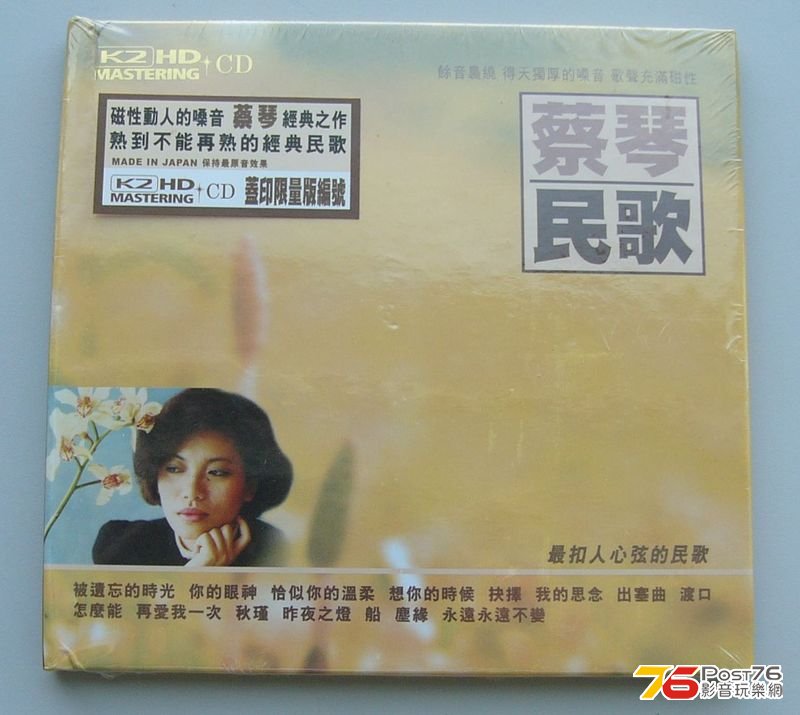 K2 HD MASTERING+CD
餘音裊繞 得天獨厚的嗓音 歌聲充滿磁性
蔡琴
民歌
磁性動人的嗓音 蔡琴 經典之作
熟到不能再熟的經典民歌
MADE IN JAPAN 保持最原音效果
K2 HD MASTERING+CD 蓋印限量版編號
最扣人心弦的民歌
被遺忘的時光 你的眼神 恰似你的溫柔 想你的時候 抉擇 我的思念 出塞曲 渡口
怎麼能 再愛我一次 秋瑾 昨夜之燈 船 塵緣 永遠永遠不變
76 Post76
影音玩樂網